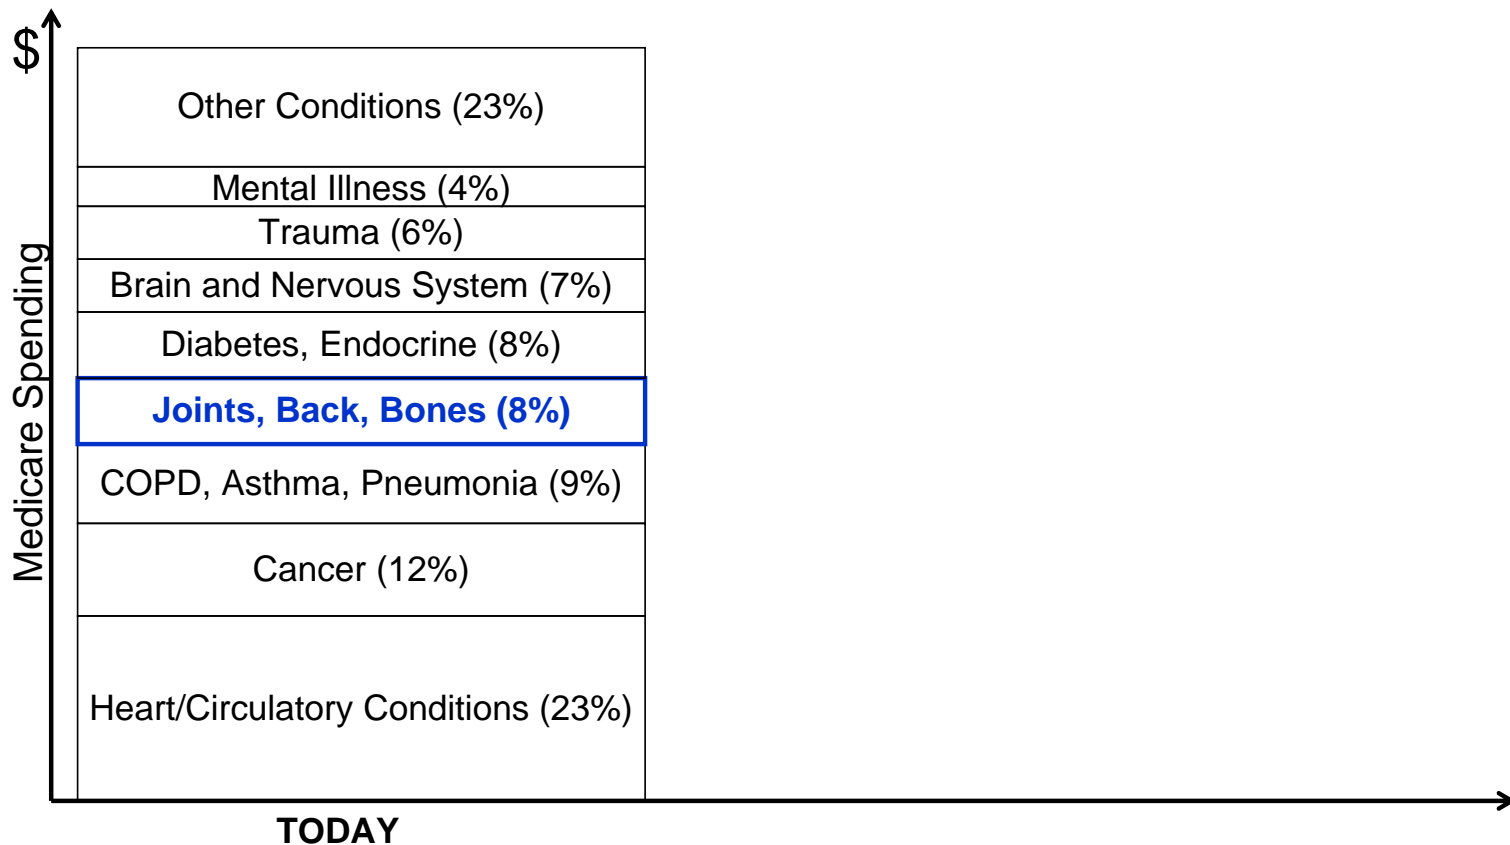 $
Other Conditions (23%)
Mental Illness (4%)
Trauma (6%)
Brain and Nervous System (7%)
Diabetes, Endocrine (8%)
Joints, Back, Bones (8%)
COPD, Asthma, Pneumonia (9%)
Cancer (12%)
Heart/Circulatory Conditions (23%)
Medicare Spending
TODAY